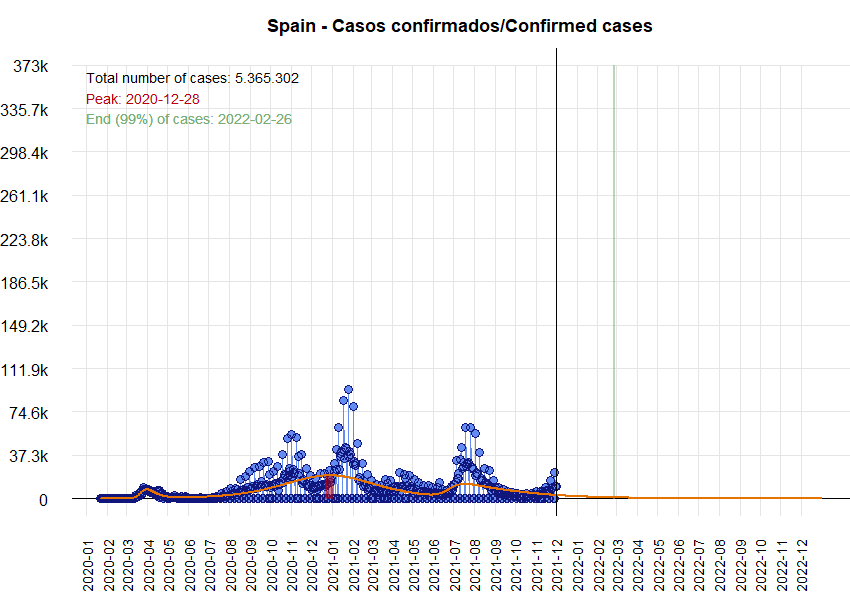 Spain - Casos confirmados/Confirmed cases
373k
335.7k
298.4k
261.1k
223.8k
186.5k
149.2k
111.9k
74.6k
37.3k
0
Total number of cases: 5.365.302
Peak: 2020-12-28
End (99%) of cases: 2022-02-26
2020-01
2020-02
2020-03
2020-04
2020-05
2020-06
2020-07
2020-08
2020-09
2020-10
2020-11
2020-12
2021-01
2021-02
2021-03
2021-04
2021-05
2021-06
2021-07
2021-08
2021-09
2021-10
2021-11
2021-12
2022-01
2022-02
2022-03
2022-04
2022-05
2022-06
2022-07
2022-08
2022-09
2022-10
2022-11
2022-12